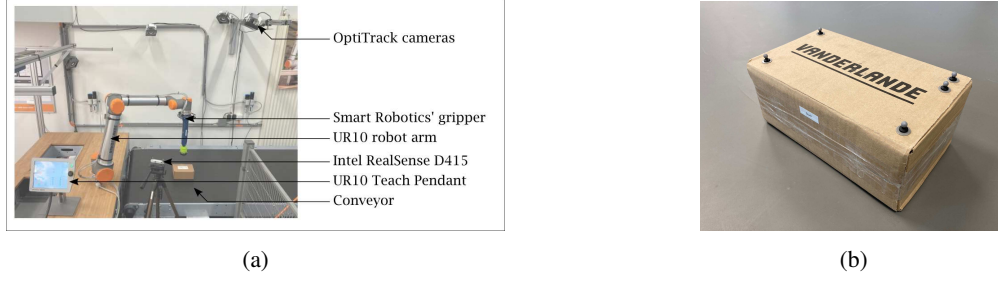 OptiTrack cameras
Smart Robotics' gripper
UR10 robot arm
Intel RealSense D415
UR10 Teach Pendant
Conveyor
VANDERLANDE
(a)
(b)